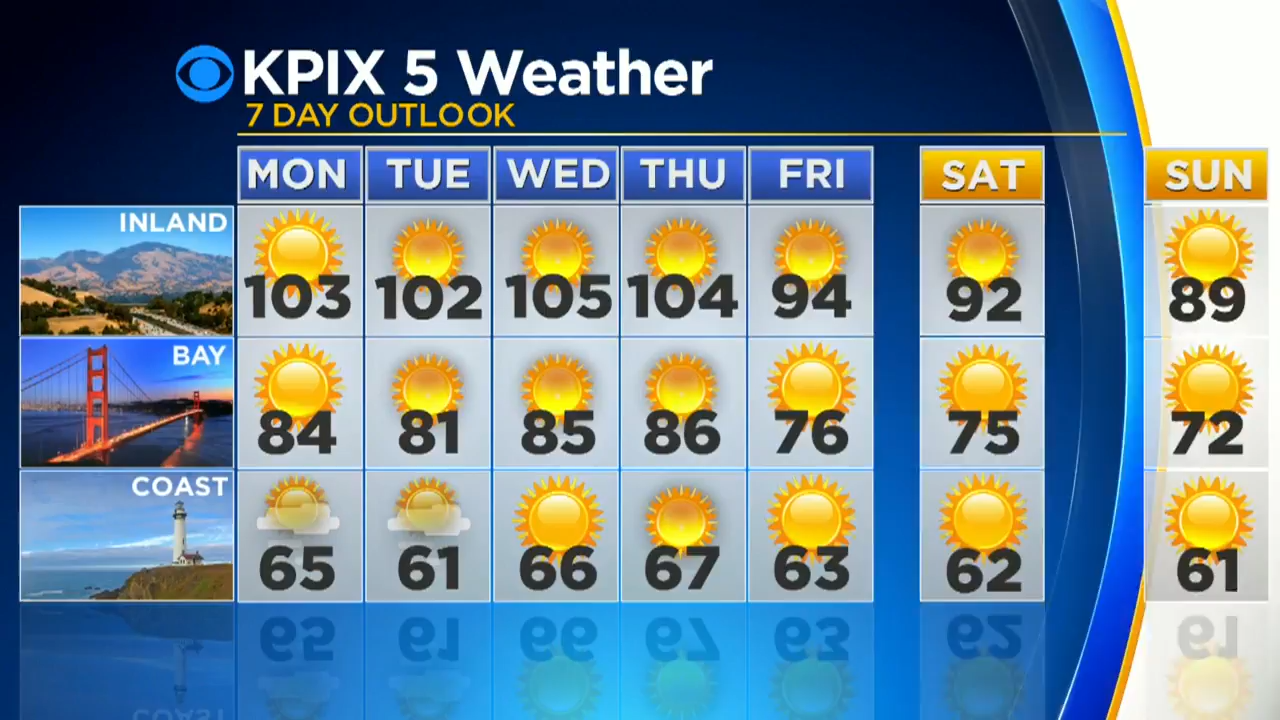 KPIX 5 Weather
7 DAY OUTLOOK
MON TUE WED THU FRI SAT SUN
INLAND
103 102 105 104 94 92 89
BAY
84 81 85 86 76 75 72
COAST
65 61 66 67 63 62 61